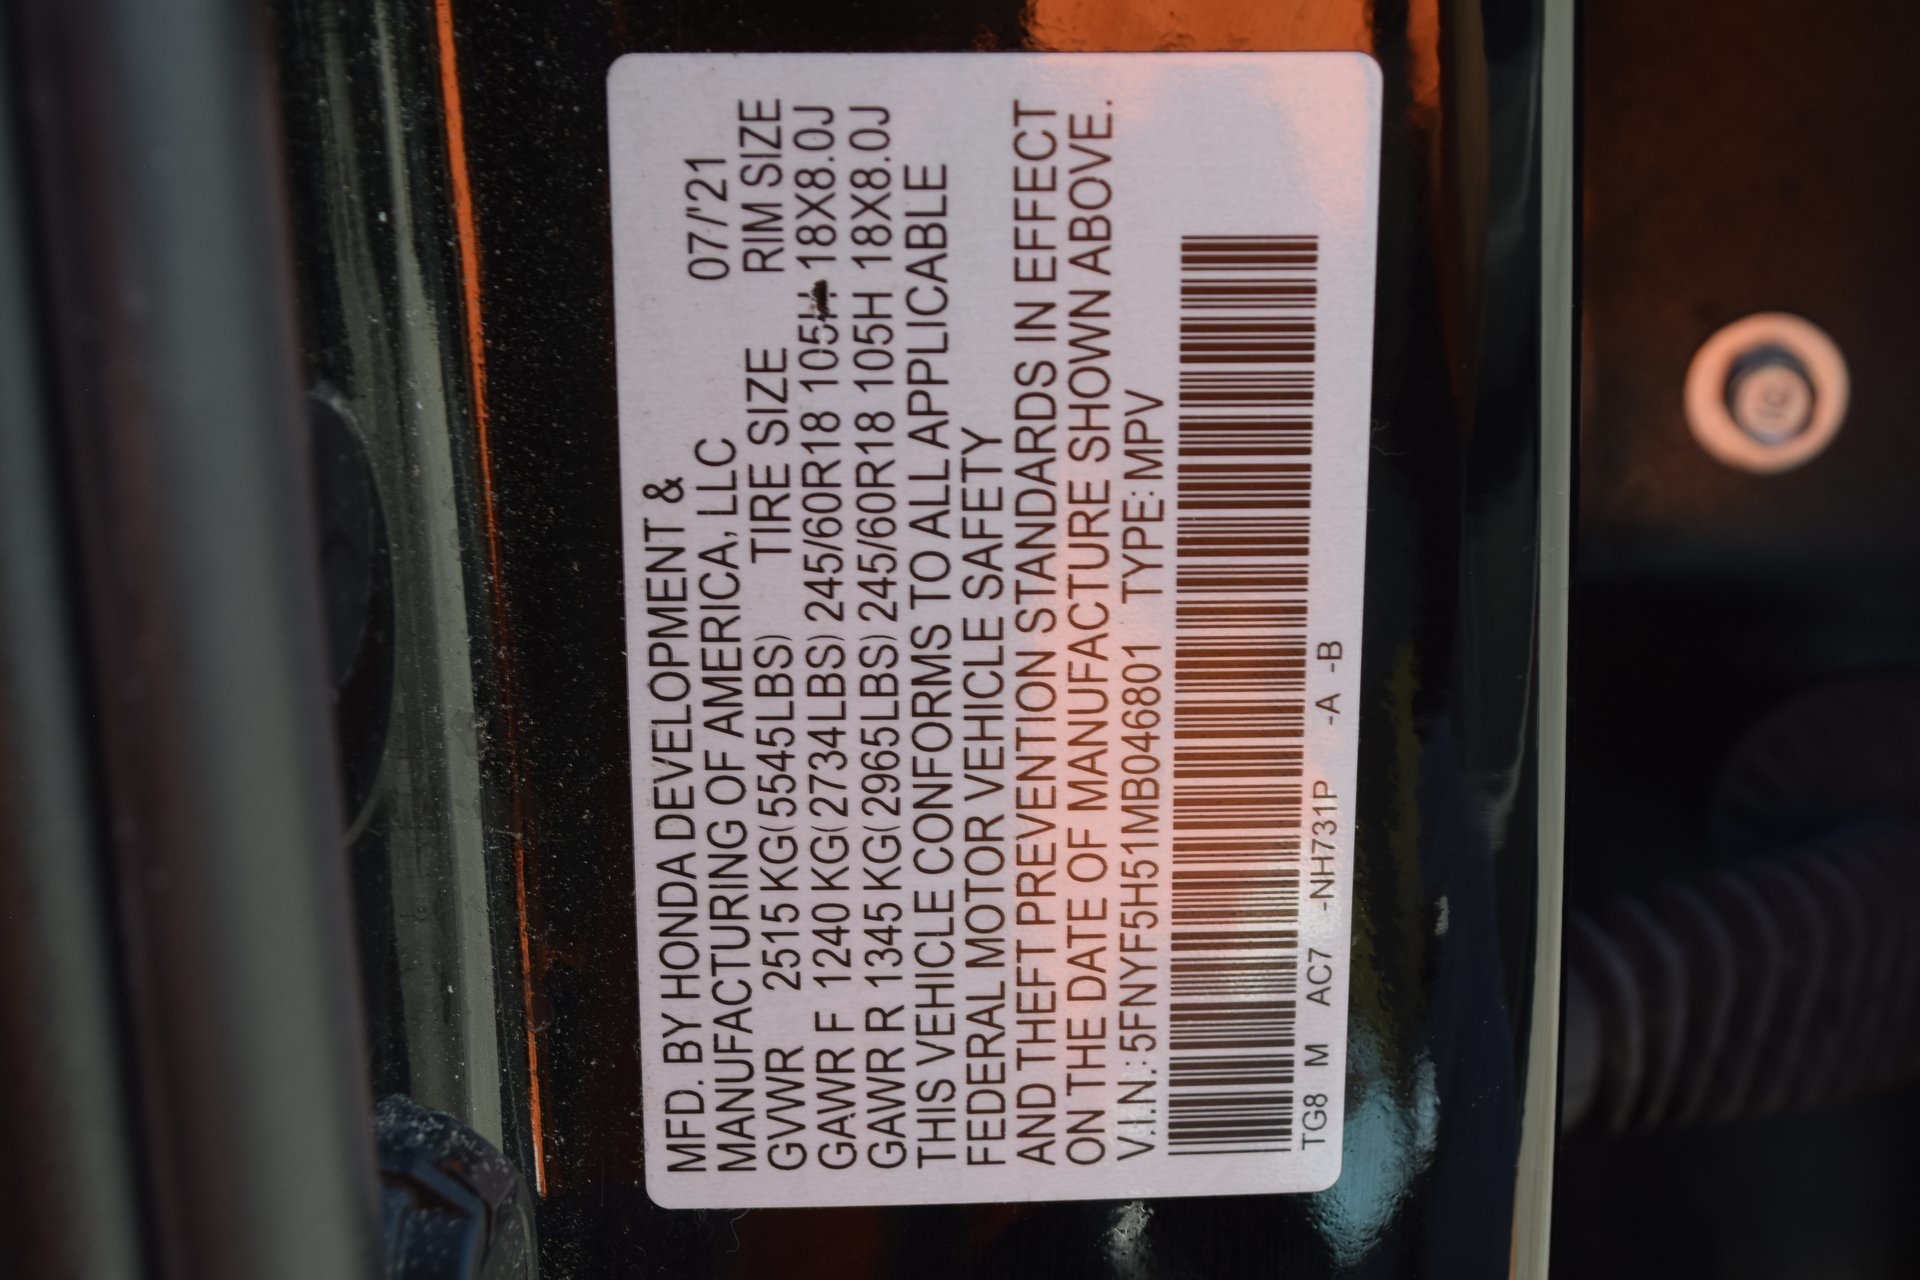 MFD. BY HONDA DEVELOPMENT &
MANUFACTURING OF AMERICA, LLC 07/'21
GVWR 2515 KG(5545LBS) TIRE SIZE RIM SIZE
GAWR F 1240 KG(2734LBS) 245/60R18 105H 18X8.0J
GAWR R 1345 KG(2965LBS) 245/60R18 105H 18X8.0J
THIS VEHICLE CONFORMS TO ALL APPLICABLE
FEDERAL MOTOR VEHICLE SAFETY
AND THEFT PREVENTION STANDARDS IN EFFECT
ON THE DATE OF MANUFACTURE SHOWN ABOVE.
V.I.N.: 5FNYF5H51MB046801 TYPE: MPV
TG8 M AC7 -NH731P -A -B